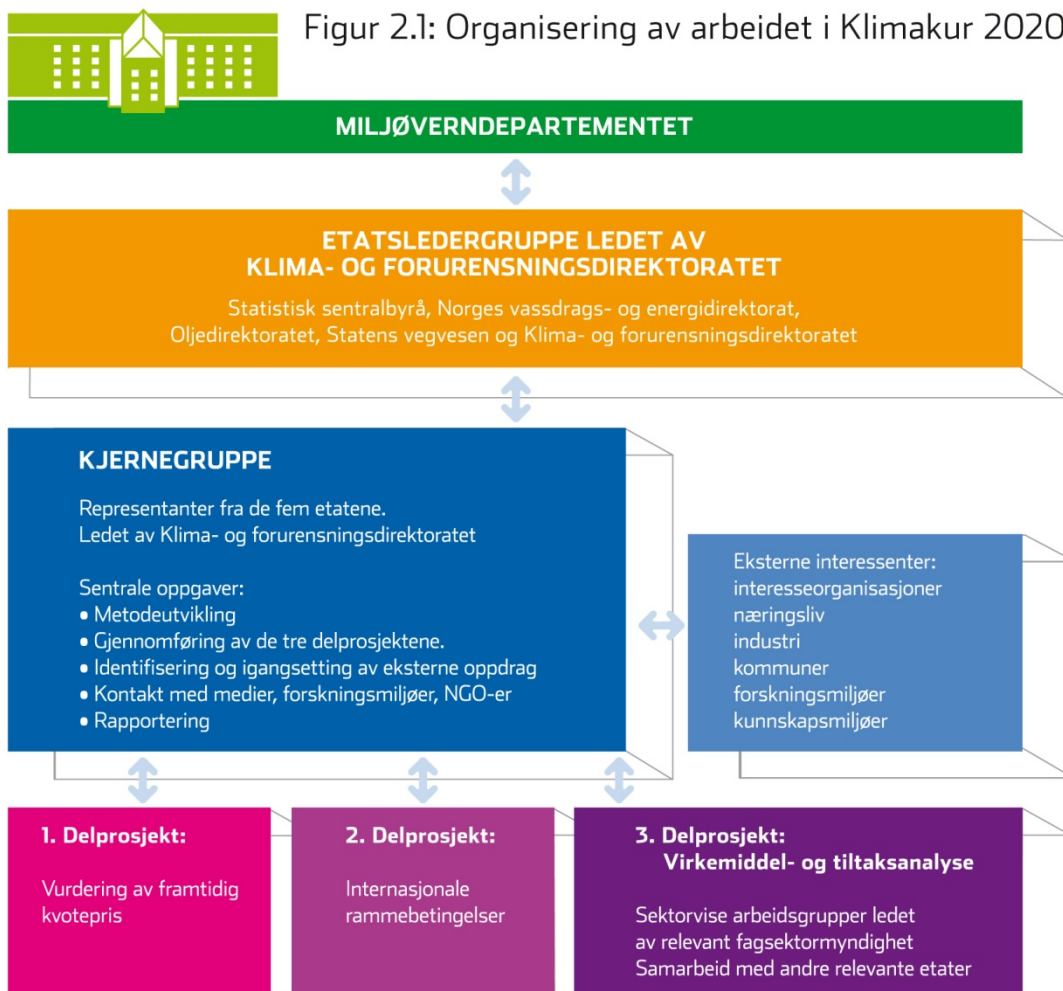 Figur 2.1: Organisering av arbeidet i Klimakur 2020
MILJØVERNDEPARTEMENTET
ETATSLEDERGRUPPE LEDET AV
KLIMA- OG FORURENSNINGSDIREKTORATET
Statistisk sentralbyrå, Norges vassdrags- og energidirektorat,
Oljedirektoratet, Statens vegvesen og Klima- og forurensningsdirektoratet
KJERNEGRUPPE
Representanter fra de fem etatene.
Ledet av Klima- og forurensningsdirektoratet
Sentrale oppgaver:
• Metodeutvikling
• Gjennomføring av de tre delprosjektene.
• Identifisering og igangsetting av eksterne oppdrag
• Kontakt med medier, forskningsmiljøer, NGO-er
• Rapportering
Eksterne interessenter:
interesseorganisasjoner
næringsliv
industri
kommuner
forskningsmiljøer
kunnskapsmiljøer
1. Delprosjekt:
Vurdering av framtidig
kvotepris
2. Delprosjekt:
Internasjonale
rammebetingelser
3. Delprosjekt:
Virkemiddel- og tiltaksanalyse
Sektorvise arbeidsgrupper ledet
av relevant fagsektormyndighet
Samarbeid med andre relevante etater